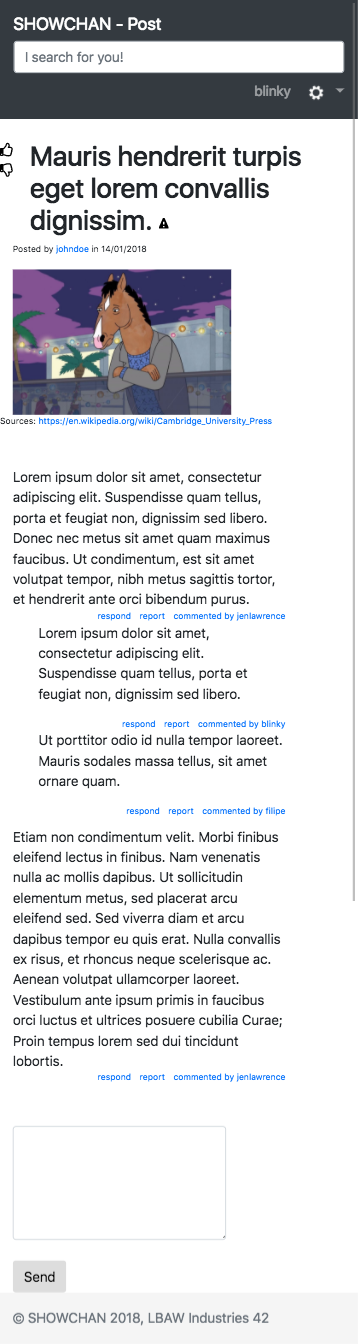 SHOWCHAN - Post
I search for you!
blinky
Mauris hendrerit turpis
eget lorem convallis
dignissim.
Posted by johndoe in 14/01/2018
Sources: https://en.wikipedia.org/wiki/Cambridge_University_Press
Lorem ipsum dolor sit amet, consectetur
adipiscing elit. Suspendisse quam tellus,
porta et feugiat non, dignissim sed libero.
Donec nec metus sit amet quam maximus
faucibus. Ut condimentum, est sit amet
volutpat tempor, nibh metus sagittis tortor,
et hendrerit ante orci bibendum purus.
respond report commented by jenlawrence
Lorem ipsum dolor sit amet,
consectetur adipiscing elit.
Suspendisse quam tellus, porta et
feugiat non, dignissim sed libero.
respond report commented by blinky
Ut porttitor odio id nulla tempor laoreet.
Mauris sodales massa tellus, sit amet
ornare quam.
respond report commented by filipe
Etiam non condimentum velit. Morbi finibus
eleifend lectus in finibus. Nam venenatis
nulla ac mollis dapibus. Ut sollicitudin
elementum metus, sed placerat arcu
eleifend sed. Sed viverra diam et arcu
dapibus tempor eu quis erat. Nulla convallis
ex risus, et rhoncus neque scelerisque ac.
Aenean volutpat ullamcorper laoreet.
Vestibulum ante ipsum primis in faucibus
orci luctus et ultrices posuere cubilia Curae;
Proin tempus lorem sed dui tincidunt
lobortis.
respond report commented by jenlawrence
Send
© SHOWCHAN 2018, LBAW Industries 42